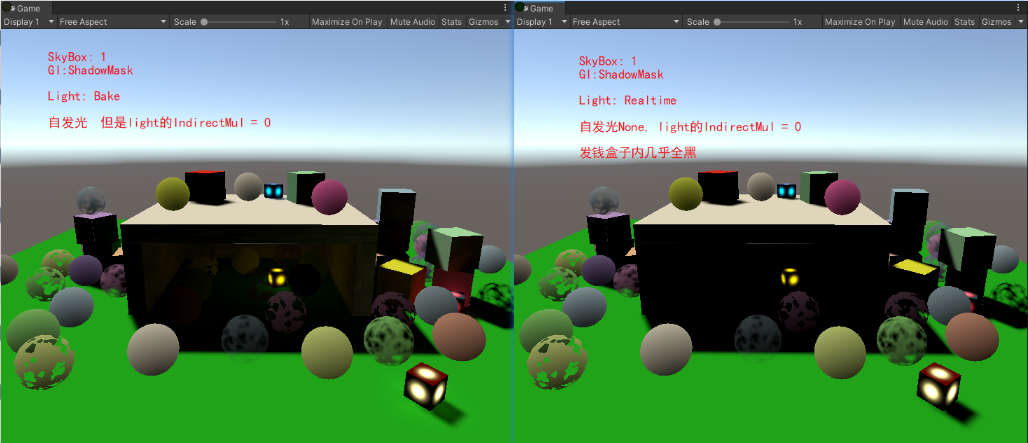 Game
Display 1 Free Aspect Scale 1x Maximize On Play Mute Audio Stats Gizmos
SkyBox: 1
GI:ShadowMask
Light: Bake
自发光 但是light的IndirectMul = 0
Game
Display 1 Free Aspect Scale 1x Maximize On Play Mute Audio Stats Gizmos
SkyBox: 1
GI:ShadowMask
Light: Realtime
自发光None, light的IndirectMul = 0
发钱盒子内几乎全黑